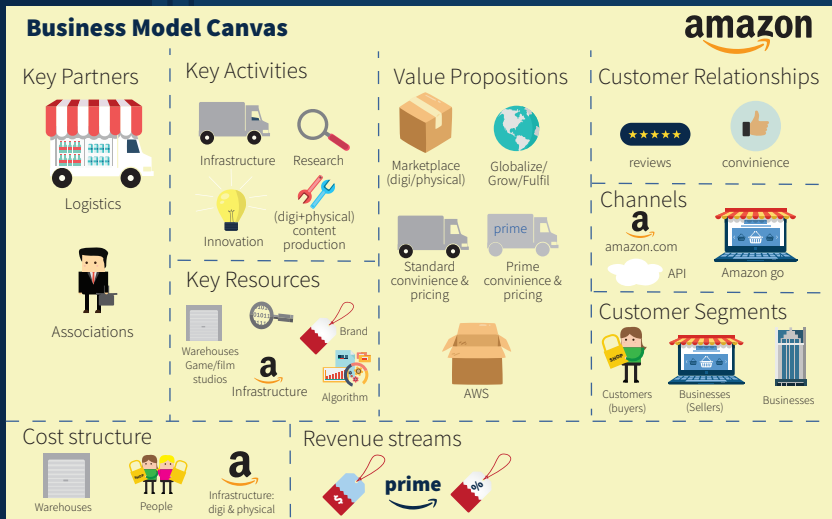 Business Model Canvas
amazon
Key Partners
Logistics
Associations
Key Activities
Infrastructure
Research
Innovation
(digi+physical)
content
production
Key Resources
01011
Brand
Warehouses
Game/film
studios
a
Infrastructure
Algorithm
Value Propositions
Marketplace
(digi/physical)
Globalize/
Grow/Fulfil
prime
Standard
convinience &
pricing
Prime
convinience &
pricing
AWS
Customer Relationships
reviews
convinience
Channels
a
amazon.com
API
Amazon go
Customer Segments
SHOP
Customers
(buyers)
Businesses
(Sellers)
Businesses
Cost structure
Warehouses
People
a
Infrastructure:
digi & physical
Revenue streams
$
prime
%